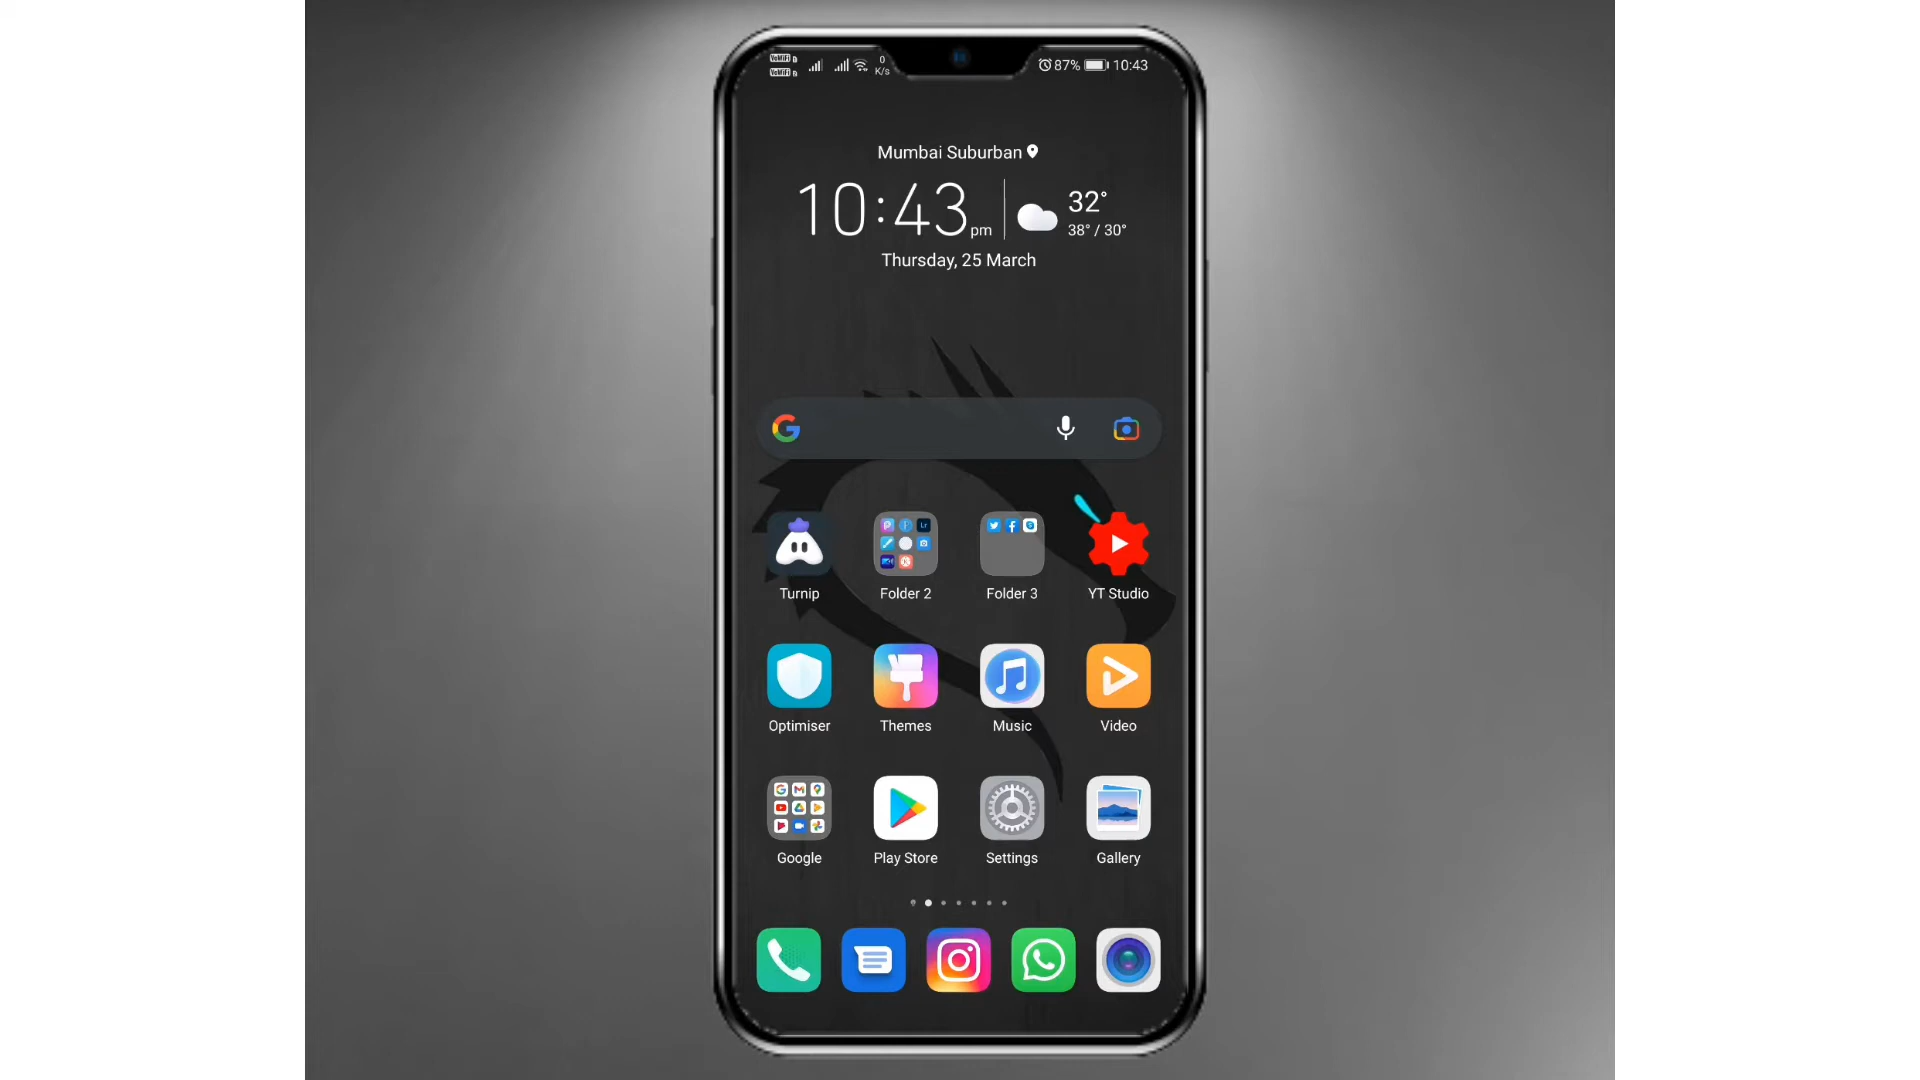 0
K/s
87%
10:43
Mumbai Suburban
10:43 pm
32°
38° / 30°
Thursday, 25 March
Turnip
Folder 2
Folder 3
YT Studio
Optimiser
Themes
Music
Video
Google
Play Store
Settings
Gallery